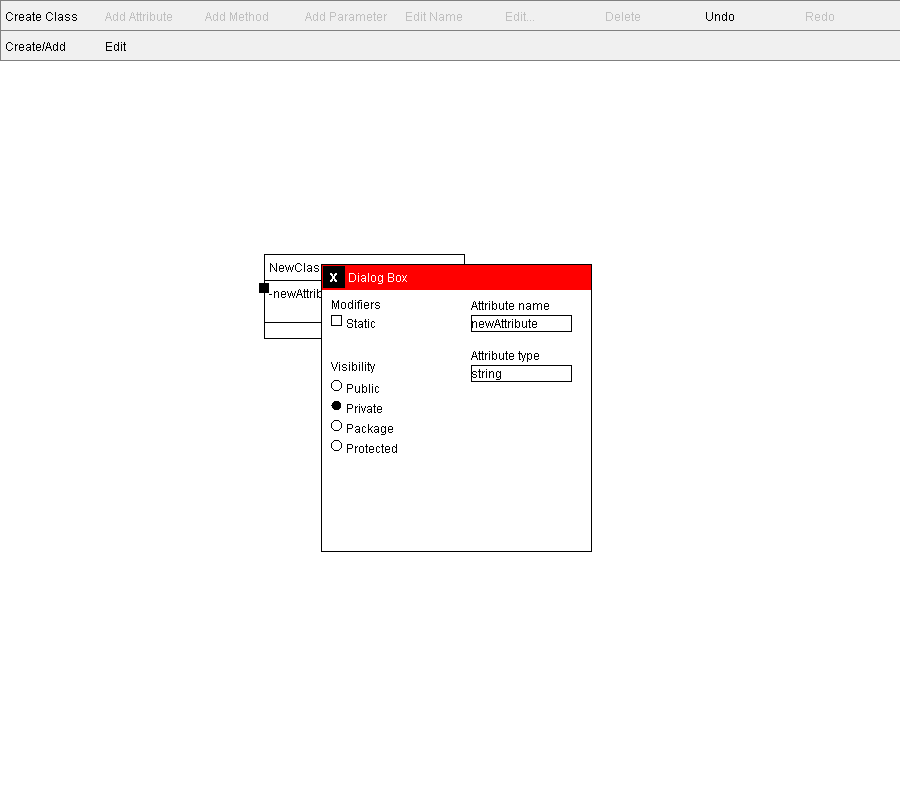 Create Class Add Attribute Add Method Add Parameter Edit Name Edit... Delete Undo Redo
Create/Add Edit
NewClas
X Dialog Box
-newAttrib
Modifiers
Static
Visibility
Public
Private
Package
Protected
Attribute name
newAttribute
Attribute type
string